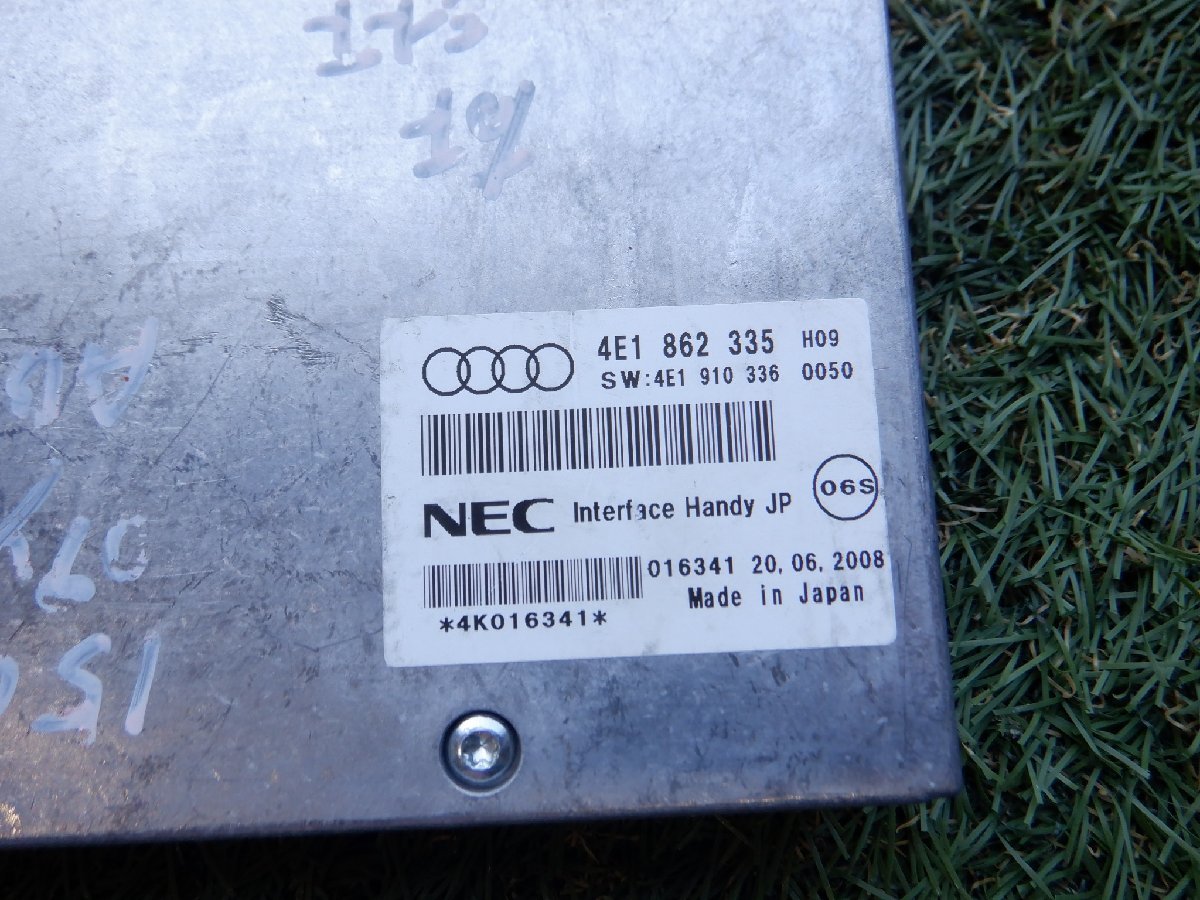 4E1 862 335 H09
SW:4E1 910 336 0050
NEC Interface Handy JP 06S
016341 20.06.2008
Made in Japan
*4K016341*